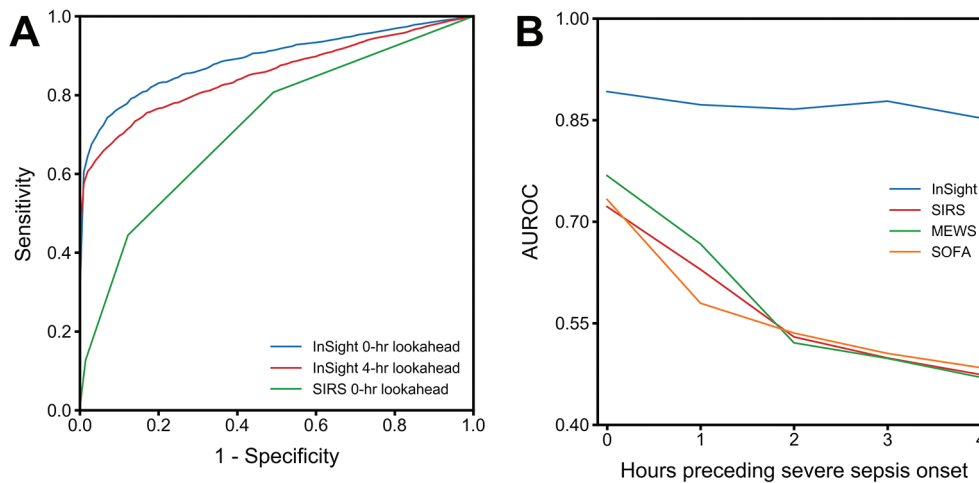 A
1.0
0.8
0.6
0.4
0.2
0.0
Sensitivity
InSight 0-hr lookahead
InSight 4-hr lookahead
SIRS 0-hr lookahead
0.0 0.2 0.4 0.6 0.8 1.0
1 - Specificity
B
1.00
0.85
0.70
0.55
0.40
AUROC
InSight
SIRS
MEWS
SOFA
0 1 2 3 4
Hours preceding severe sepsis onset